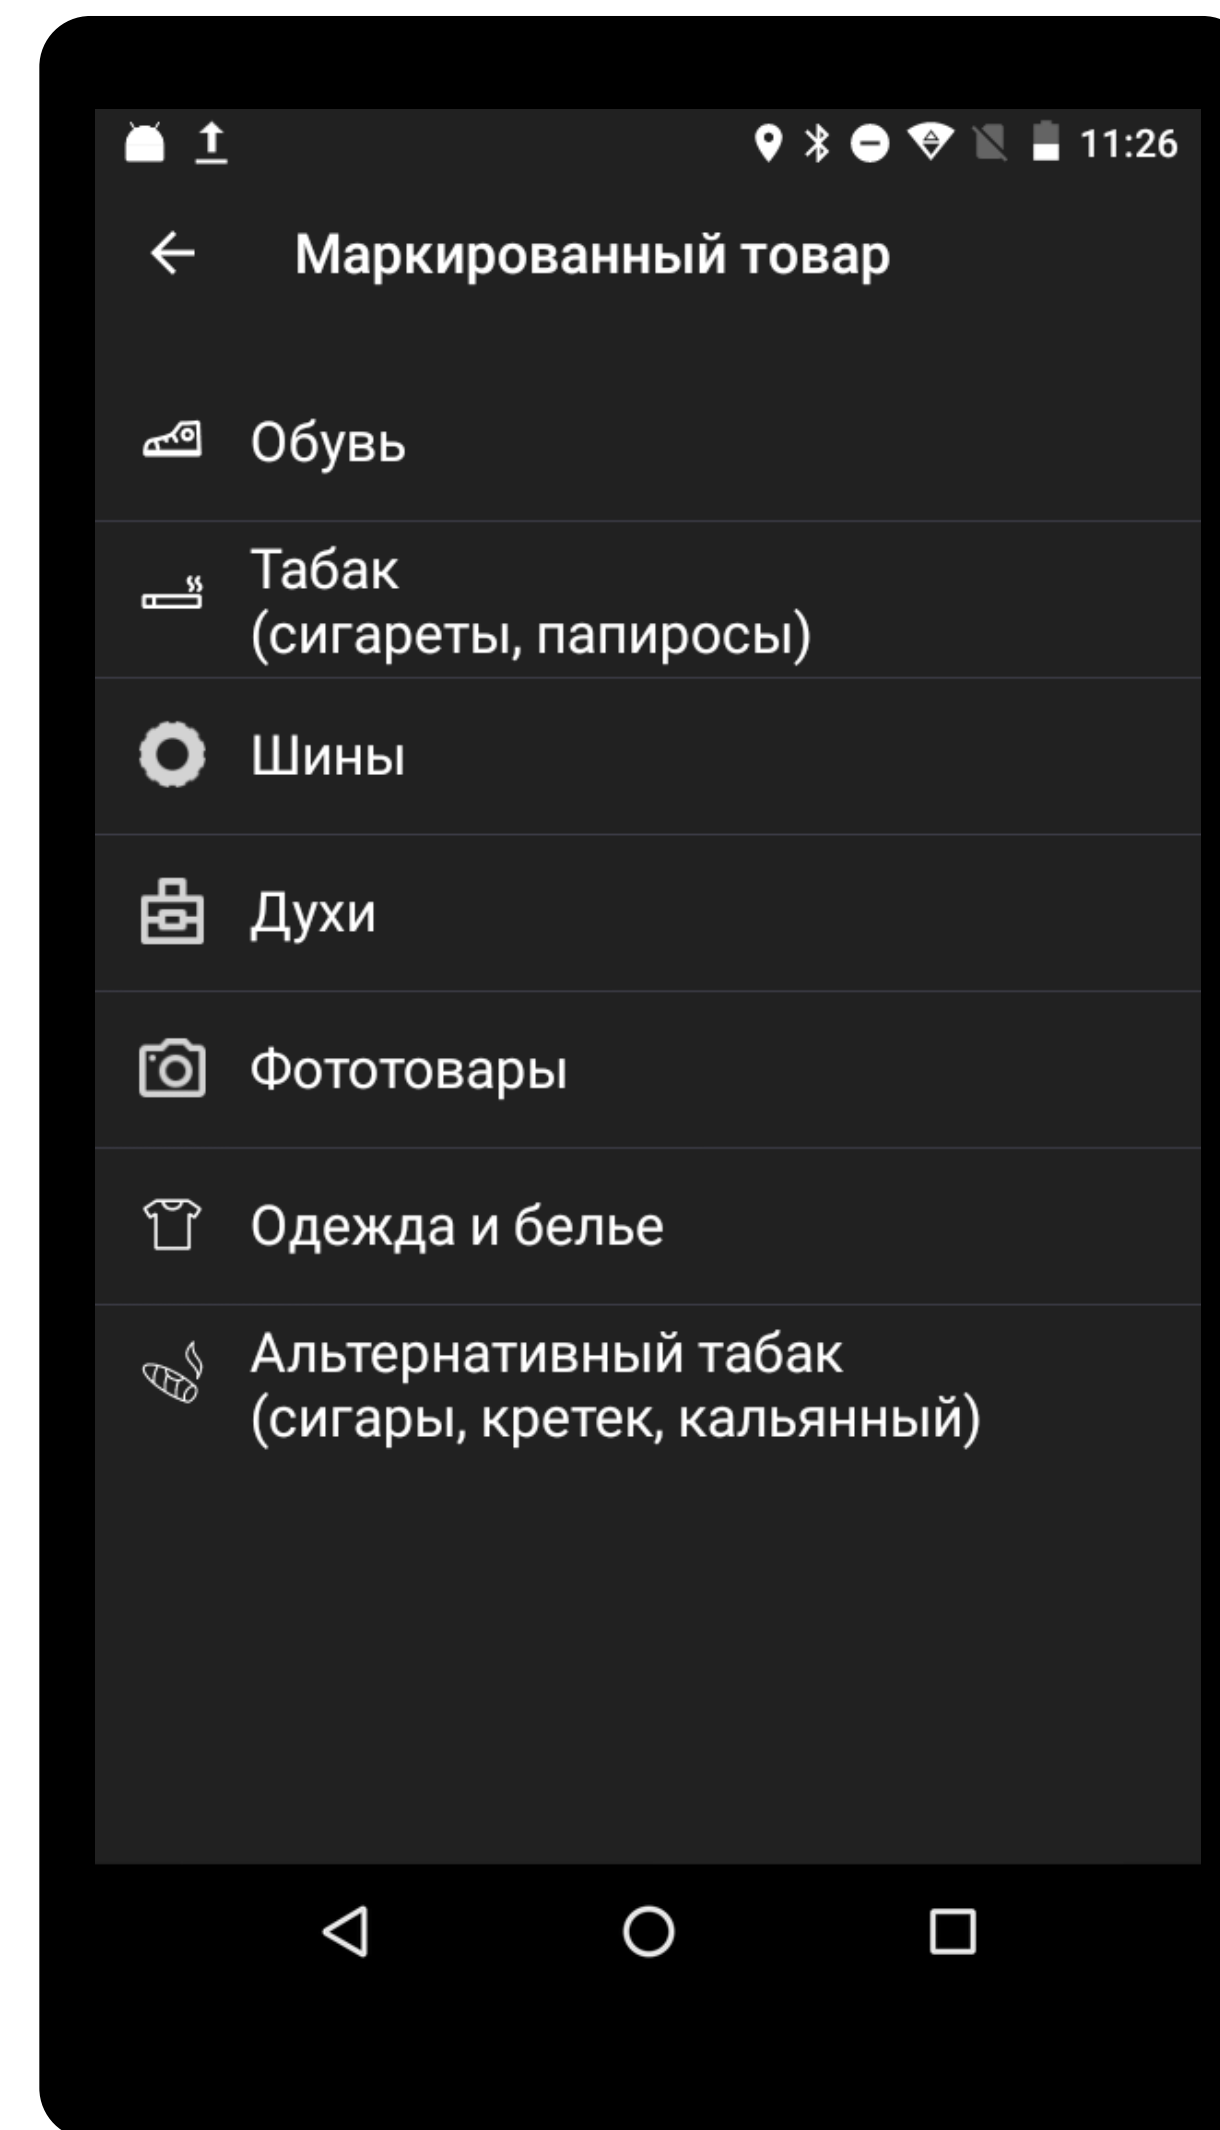 11:26
Маркированный товар
Обувь
Табак
(сигареты, папиросы)
Шины
Духи
Фототовары
Одежда и белье
Альтернативный табак
(сигары, кретек, кальянный)